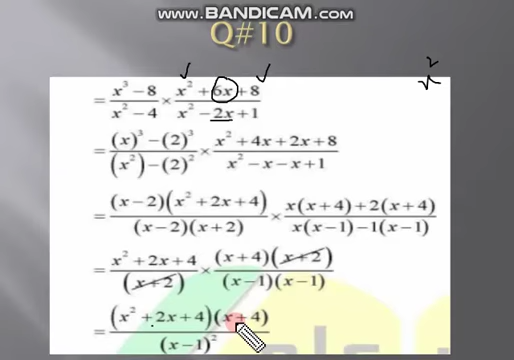 www.BANDICAM.com
Q#10
x²
= (x³ − 8)/(x² − 4) × (x² + 6x + 8)/(x² − 2x + 1)
= ((x)³ − (2)³)/((x²) − (2)²) × (x² + 4x + 2x + 8)/(x² − x − x + 1)
= ((x − 2)(x² + 2x + 4))/((x − 2)(x + 2)) × (x(x + 4) + 2(x + 4))/(x(x − 1) − 1(x − 1))
= (x² + 2x + 4)/(x + 2) × ((x + 4)(x + 2))/((x − 1)(x − 1))
= ((x² + 2x + 4)(x + 4))/(x − 1)²